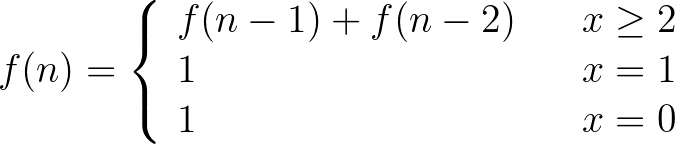 f(n − 1) + f(n − 2) x ≥ 2
f(n) = { 1 x = 1
1 x = 0